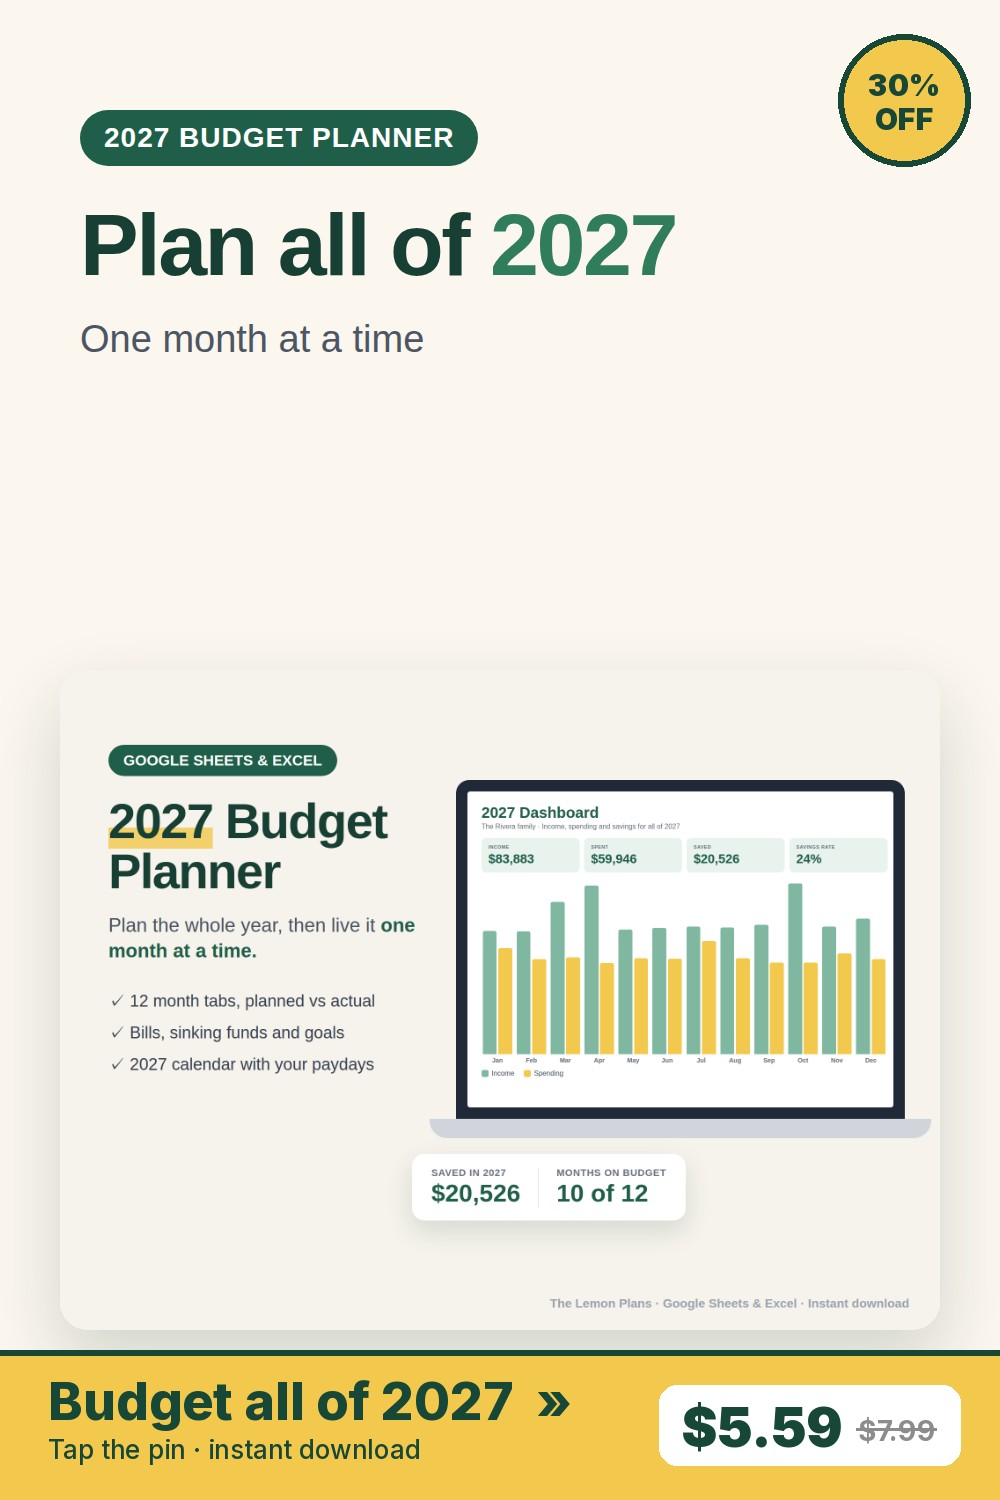 30%
OFF
2027 BUDGET PLANNER
Plan all of 2027
One month at a time
GOOGLE SHEETS & EXCEL
2027 Budget
Planner
Plan the whole year, then live it one
month at a time.
✓ 12 month tabs, planned vs actual
✓ Bills, sinking funds and goals
✓ 2027 calendar with your paydays
2027 Dashboard
The Rivera family · Income, spending and savings for all of 2027
INCOME SPENT SAVED SAVINGS RATE
$83,883 $59,946 $20,526 24%
Jan Feb Mar Apr May Jun Jul Aug Sep Oct Nov Dec
Income Spending
SAVED IN 2027 MONTHS ON BUDGET
$20,526 10 of 12
The Lemon Plans · Google Sheets & Excel · Instant download
Budget all of 2027 »
Tap the pin · instant download
$5.59 $7.99